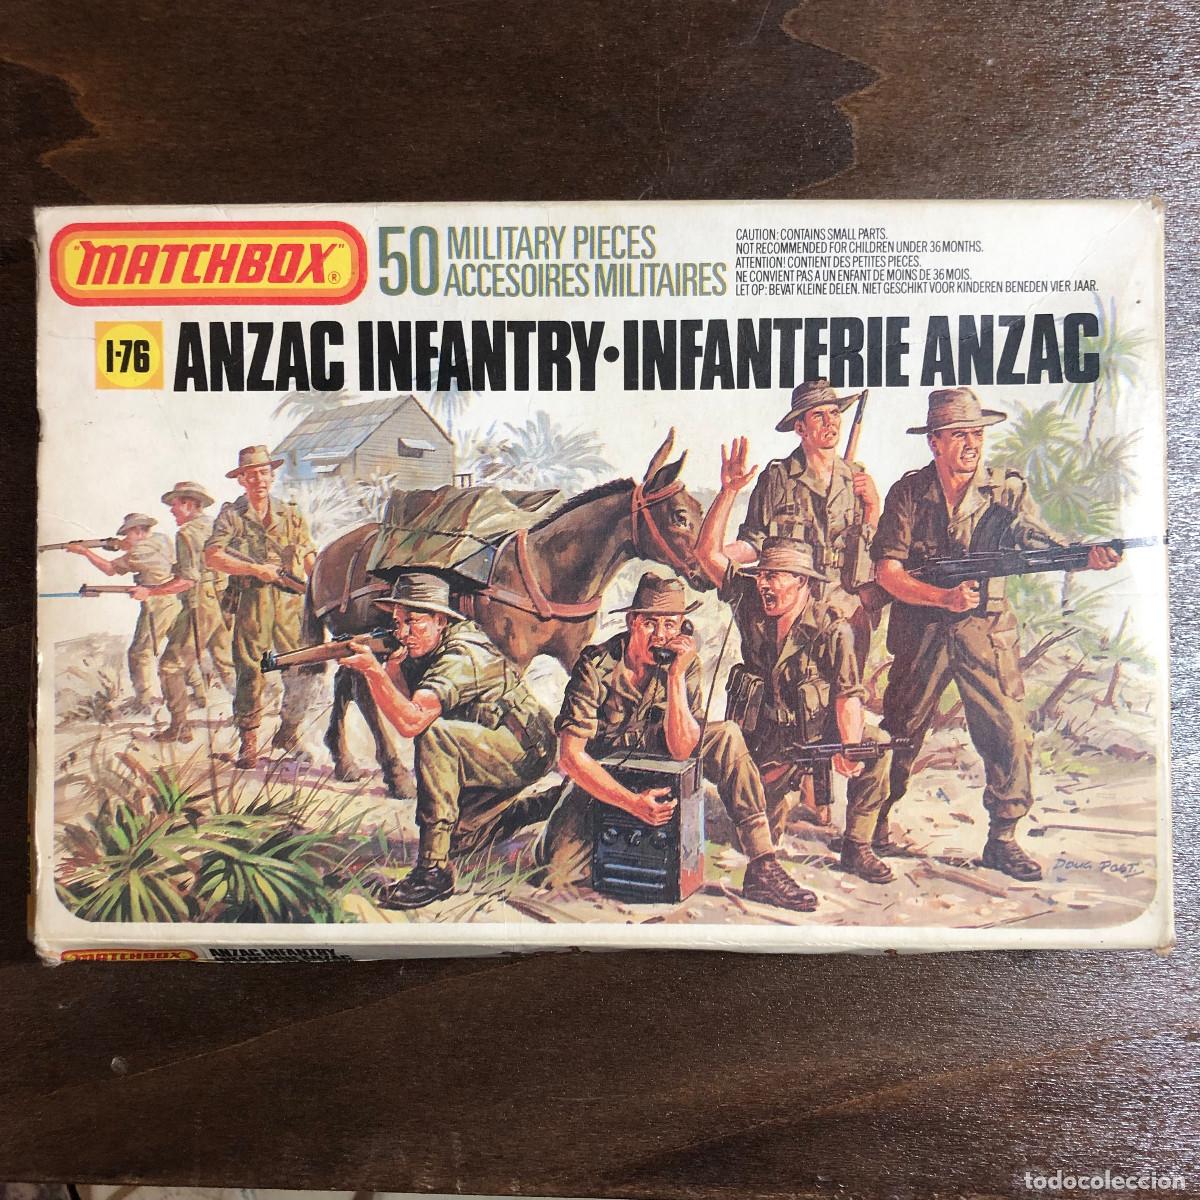 "MATCHBOX"®
50 MILITARY PIECES
ACCESOIRES MILITAIRES
CAUTION: CONTAINS SMALL PARTS.
NOT RECOMMENDED FOR CHILDREN UNDER 36 MONTHS.
ATTENTION! CONTIENT DES PETITES PIECES.
NE CONVIENT PAS A UN ENFANT DE MOINS DE 36 MOIS.
LET OP: BEVAT KLEINE DELEN. NIET GESCHIKT VOOR KINDEREN BENEDEN VIER JAAR.
1-76 ANZAC INFANTRY•INFANTERIE ANZAC
DOUG POST.
MATCHBOX ANZAC INFANTRY
todocoleccion